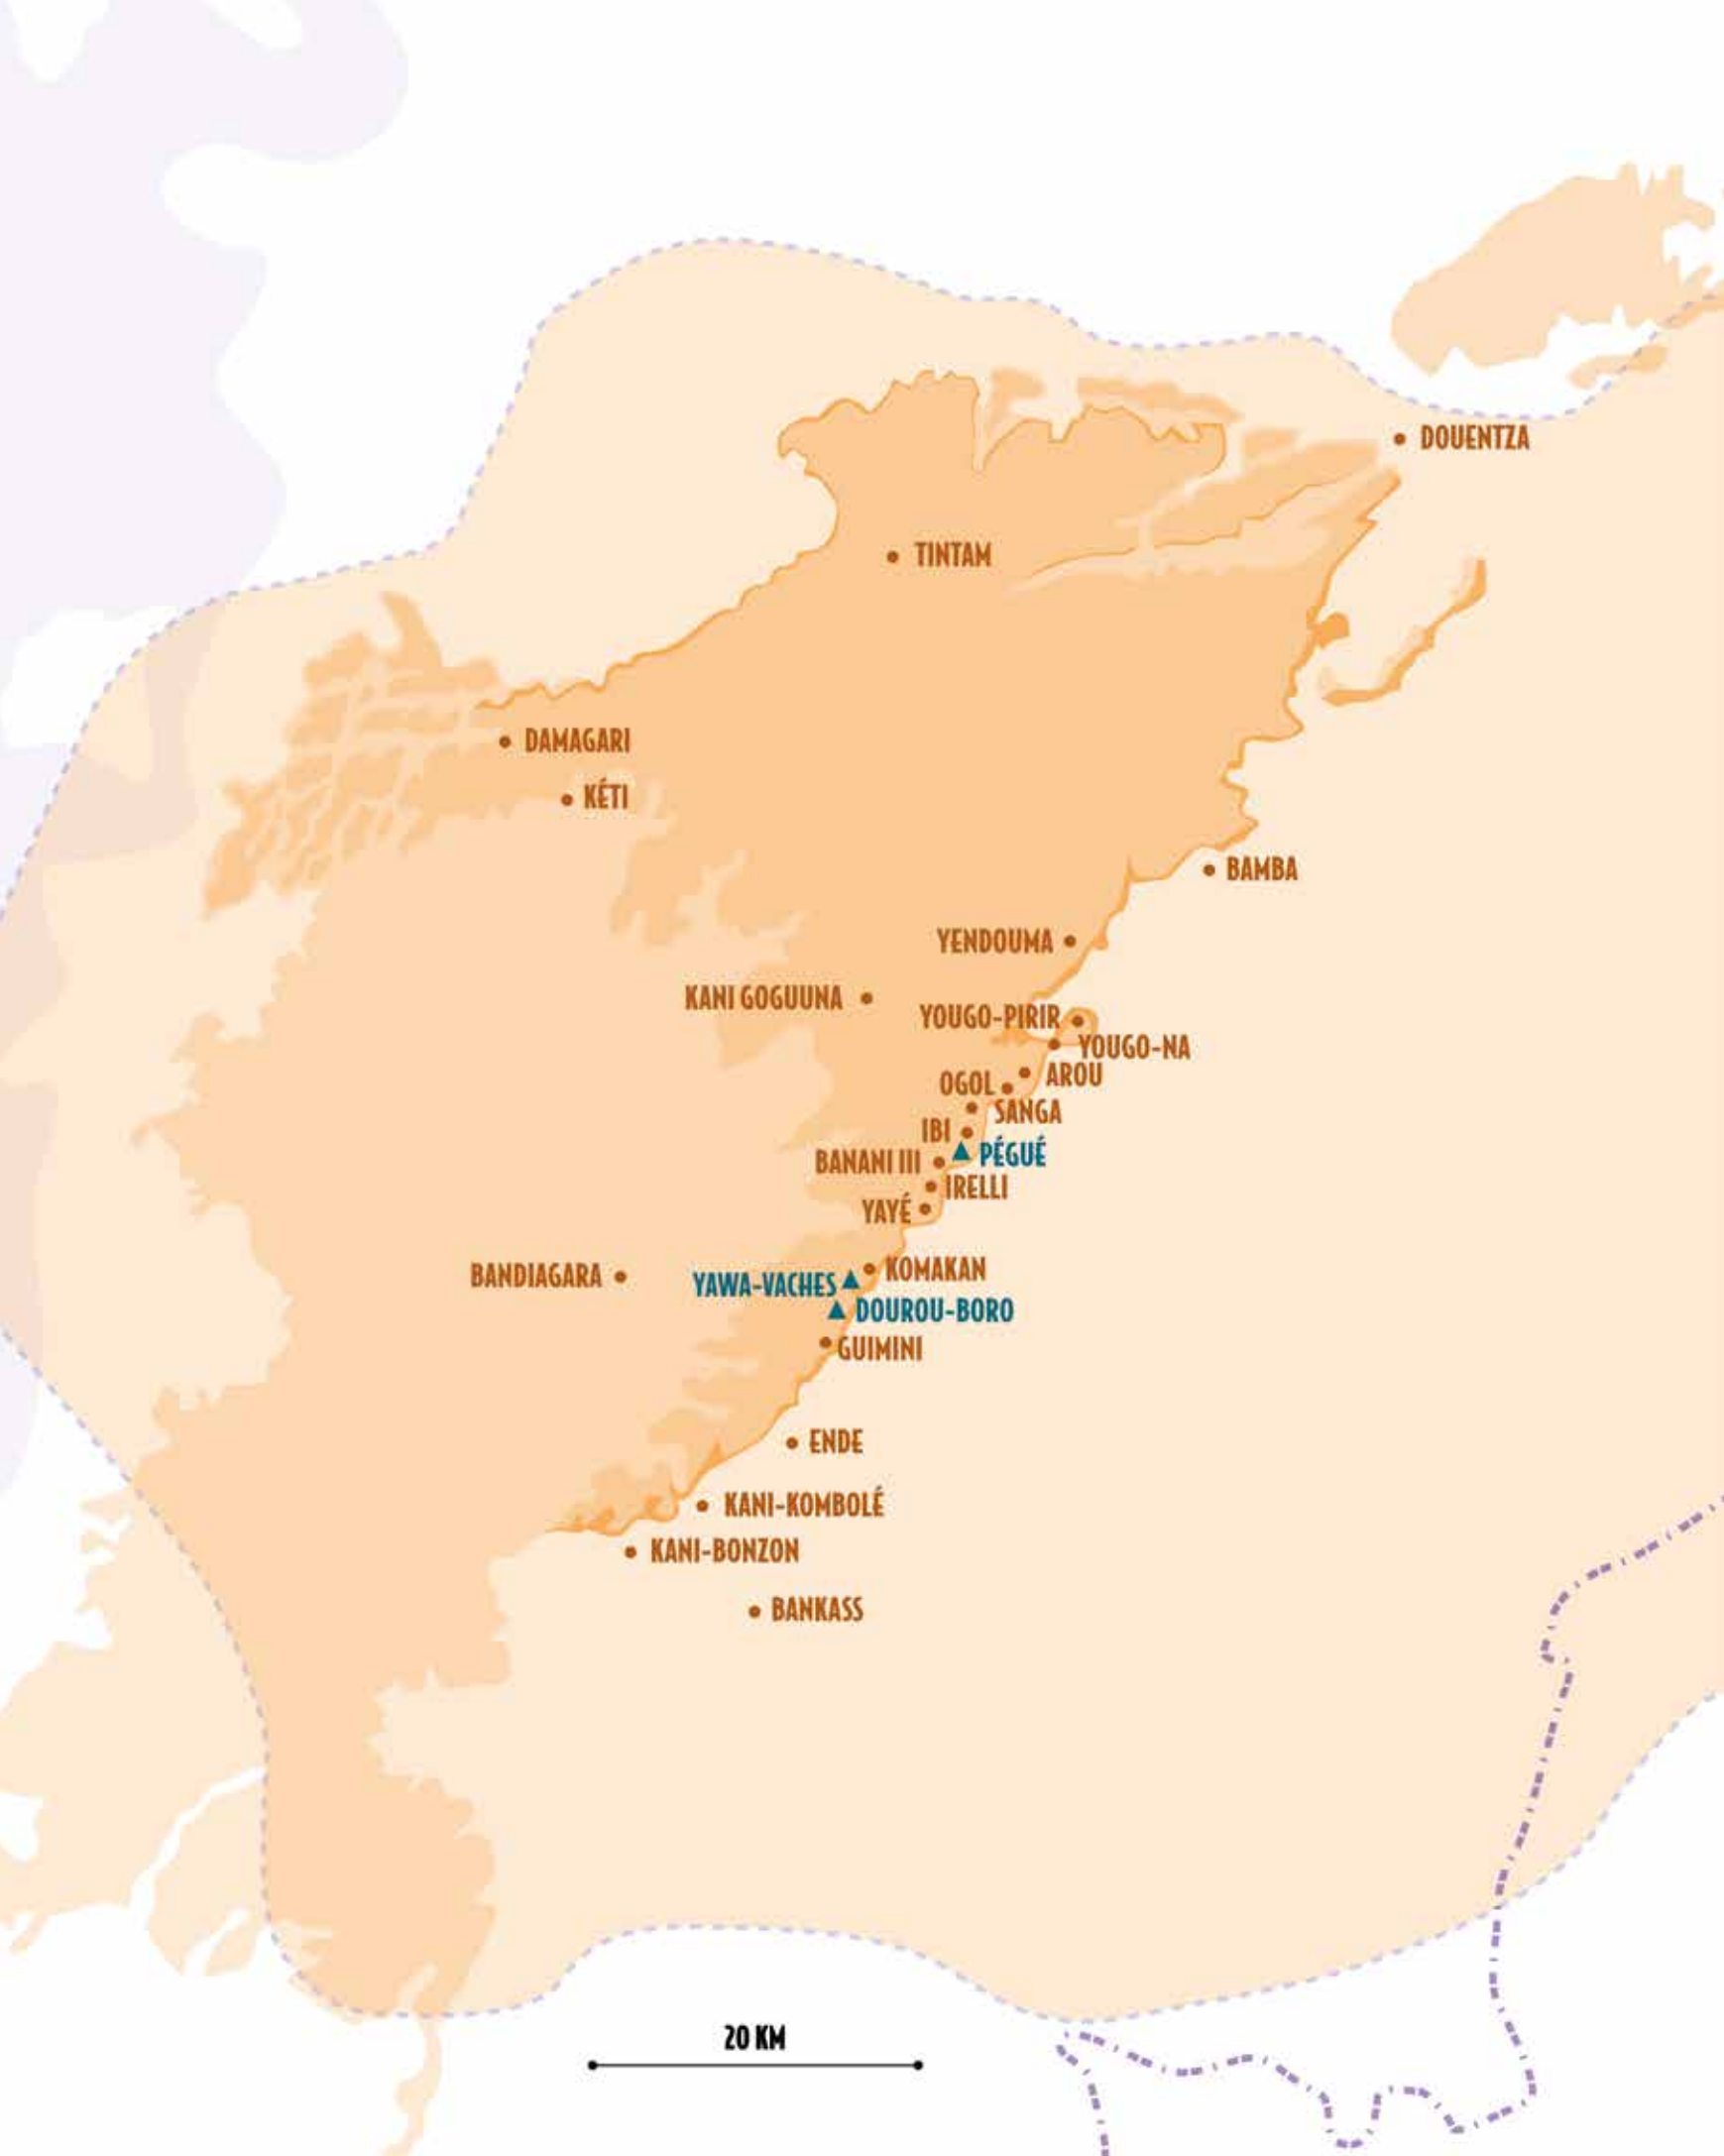 DOUENTZA
TINTAM
DAMAGARI
KÉTI
BAMBA
YENDOUMA
KANI GOGUUNA
YOUGO-PIRIR
YOUGO-NA
AROU
OGOL
SANGA
IBI
PÉGUÉ
BANANI III
IRELLI
YAYÉ
KOMAKAN
BANDIAGARA
YAWA-VACHES
DOUROU-BORO
GUIMINI
ENDE
KANI-KOMBOLÉ
KANI-BONZON
BANKASS
20 KM